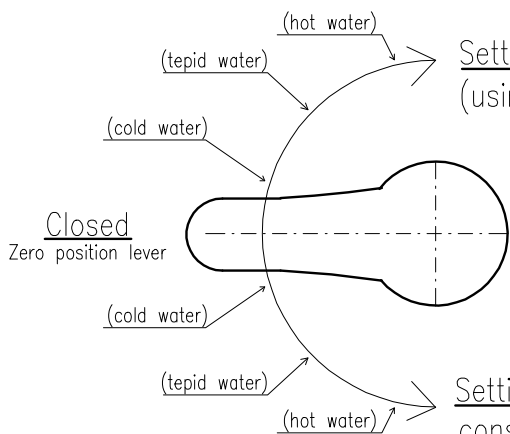 (hot water)
(tepid water)
(cold water)
Closed
Zero position lever
(cold water)
(tepid water)
(hot water)